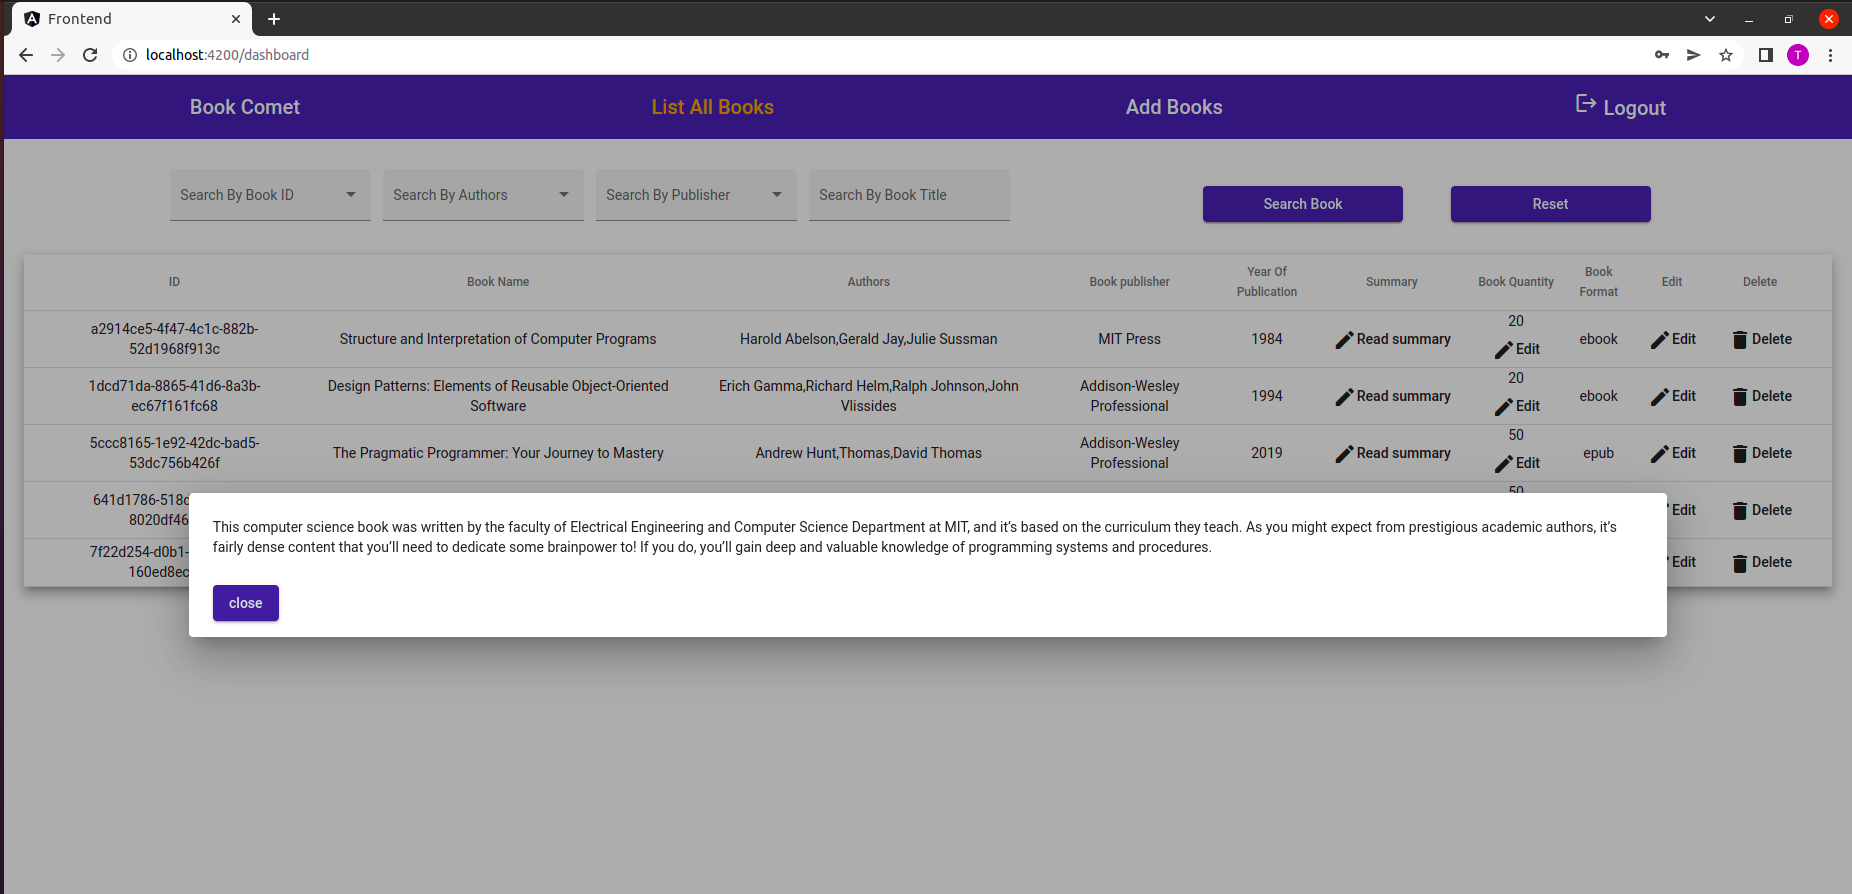 Frontend
localhost:4200/dashboard
T
Book Comet List All Books Add Books Logout
Search By Book ID Search By Authors Search By Publisher Search By Book Title Search Book Reset
ID Book Name Authors Book publisher Year Of Publication Summary Book Quantity Book Format Edit Delete
a2914ce5-4f47-4c1c-882b-
52d1968f913c
Structure and Interpretation of Computer Programs
Harold Abelson,Gerald Jay,Julie Sussman
MIT Press
1984
Read summary
20
Edit
ebook
Edit
Delete
1dcd71da-8865-41d6-8a3b-
ec67f161fc68
Design Patterns: Elements of Reusable Object-Oriented
Software
Erich Gamma,Richard Helm,Ralph Johnson,John
Vlissides
Addison-Wesley
Professional
1994
Read summary
20
Edit
ebook
Edit
Delete
5ccc8165-1e92-42dc-bad5-
53dc756b426f
The Pragmatic Programmer: Your Journey to Mastery
Andrew Hunt,Thomas,David Thomas
Addison-Wesley
Professional
2019
Read summary
50
Edit
epub
Edit
Delete
641d1786-518
8020df46
50
Edit
Delete
7f22d254-d0b1-
160ed8ec
Edit
Delete
This computer science book was written by the faculty of Electrical Engineering and Computer Science Department at MIT, and it’s based on the curriculum they teach. As you might expect from prestigious academic authors, it’s
fairly dense content that you’ll need to dedicate some brainpower to! If you do, you’ll gain deep and valuable knowledge of programming systems and procedures.
close